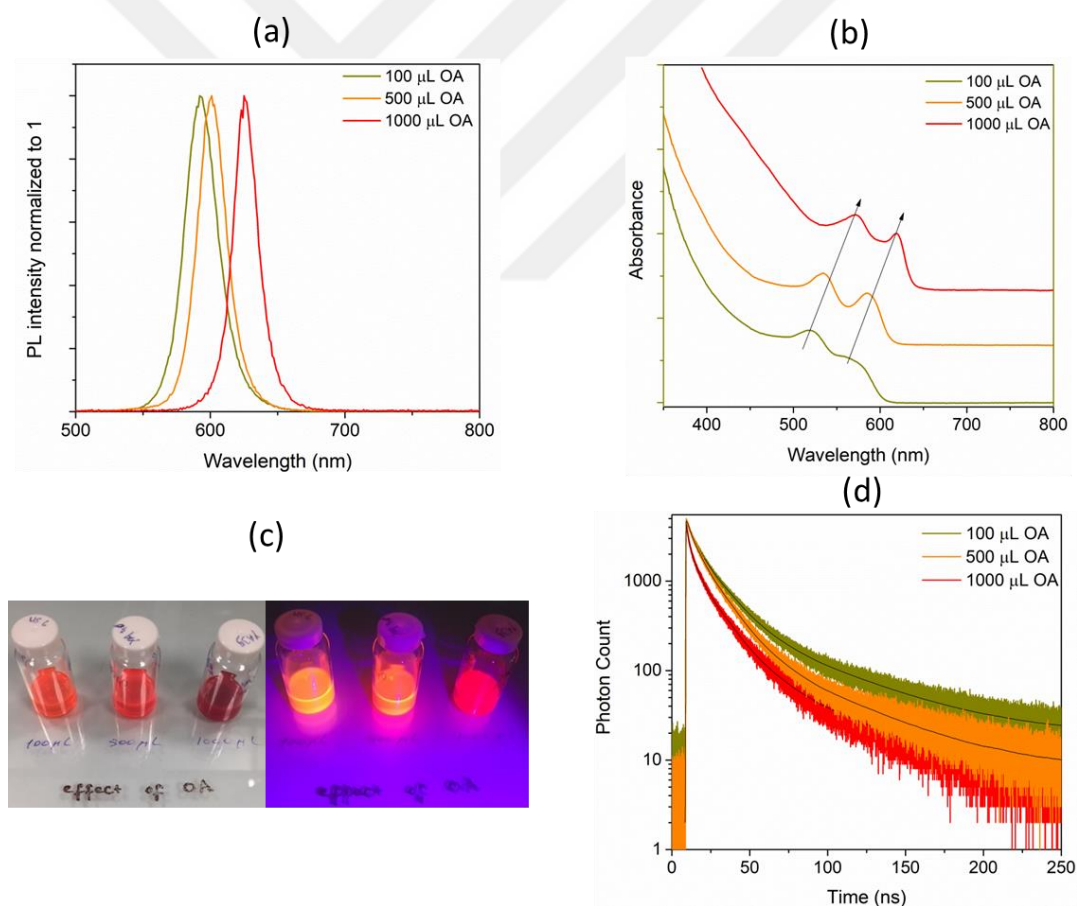 (a)
100 μL OA
500 μL OA
1000 μL OA
PL intensity normalized to 1
500 600 700 800
Wavelength (nm)
(b)
100 μL OA
500 μL OA
1000 μL OA
Absorbance
400 500 600 700 800
Wavelength (nm)
(c)
100μL 500μL 1000μL
effect of OA
effect of OA
(d)
100 μL OA
500 μL OA
1000 μL OA
Photon Count
1000
100
10
1
0 50 100 150 200 250
Time (ns)